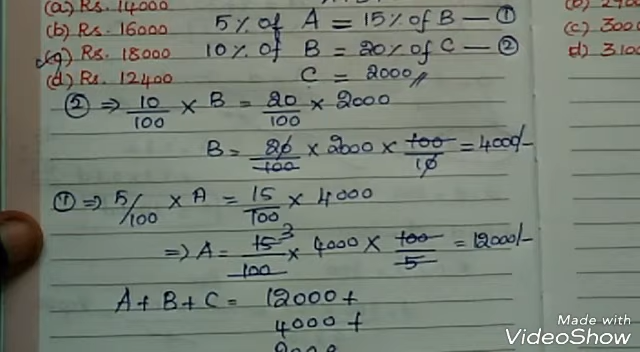 (a) Rs. 14000
(b) Rs. 16000
(c) Rs. 18000
(d) Rs. 12400
5% of A = 15% of B — ①
10% of B = 20% of C — ②
C = 2000//
② ⇒ 10/100 × B = 20/100 × 2000
B = 20/100 × 2000 × 100/10 = 4000/-
① ⇒ 5/100 × A = 15/100 × 4000
⇒ A = 15 3/100 × 4000 × 100/5 = 12000/-
A + B + C = 12000 +
4000 +
(c) 300
d) 3100
Made with
VideoShow